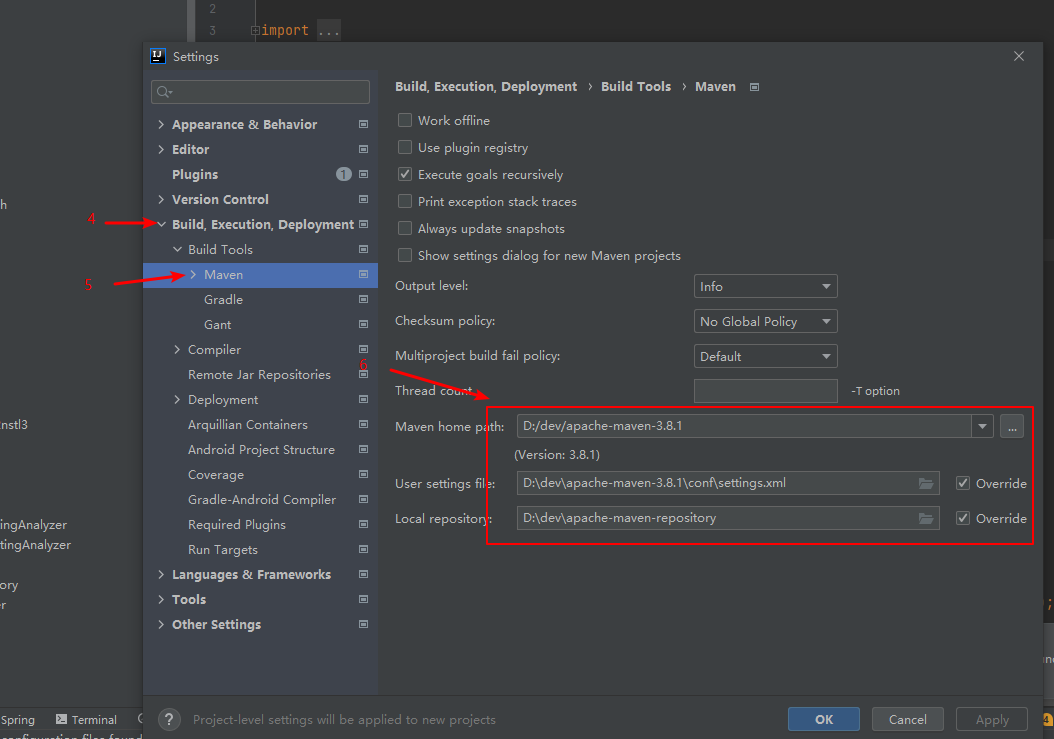 2
3 import ...
Settings
Build, Execution, Deployment › Build Tools › Maven
Appearance & Behavior
Editor
Plugins 1
Version Control
4
Build, Execution, Deployment
Build Tools
5
Maven
Gradle
Gant
Compiler
6
Remote Jar Repositories
Deployment
Arquillian Containers
Android Project Structure
Coverage
Gradle-Android Compiler
Required Plugins
Run Targets
Languages & Frameworks
Tools
Other Settings
Work offline
Use plugin registry
Execute goals recursively
Print exception stack traces
Always update snapshots
Show settings dialog for new Maven projects
Output level: Info
Checksum policy: No Global Policy
Multiproject build fail policy: Default
Thread count -T option
Maven home path: D:/dev/apache-maven-3.8.1 ...
(Version: 3.8.1)
User settings file: D:\dev\apache-maven-3.8.1\conf\settings.xml Override
Local repository: D:\dev\apache-maven-repository Override
h
nstl3
ingAnalyzer
tingAnalyzer
ory
er
;
? Project-level settings will be applied to new projects
OK Cancel Apply
Spring Terminal
4